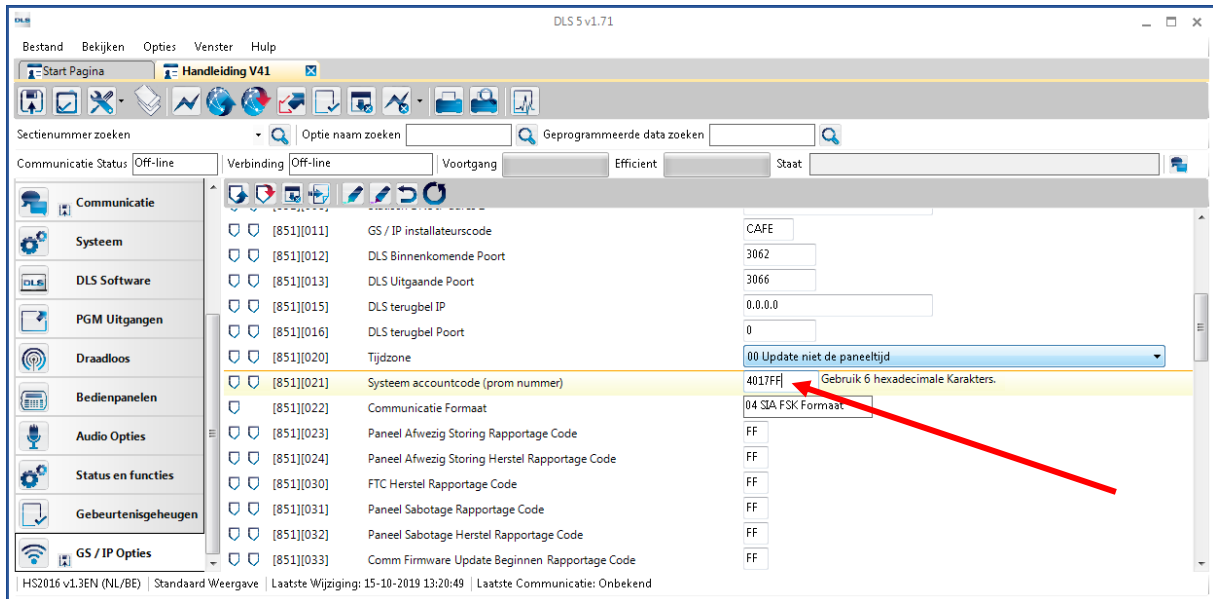 DLS
DLS 5 v1.71
Bestand Bekijken Opties Venster Hulp
Start Pagina Handleiding V41
Sectienummer zoeken Optie naam zoeken Geprogrammeerde data zoeken
Communicatie Status Off-line Verbinding Off-line Voortgang Efficient Staat
Communicatie
Systeem
DLS DLS Software
PGM Uitgangen
Draadloos
Bedienpanelen
Audio Opties
Status en functies
Gebeurtenisgeheugen
GS / IP Opties
[851][011] GS / IP installateurscode CAFE
[851][012] DLS Binnenkomende Poort 3062
[851][013] DLS Uitgaande Poort 3066
[851][015] DLS terugbel IP 0.0.0.0
[851][016] DLS terugbel Poort 0
[851][020] Tijdzone 00 Update niet de paneeltijd
[851][021] Systeem accountcode (prom nummer) 4017FF Gebruik 6 hexadecimale Karakters.
[851][022] Communicatie Formaat 04 SIA FSK Formaat
[851][023] Paneel Afwezig Storing Rapportage Code FF
[851][024] Paneel Afwezig Storing Herstel Rapportage Code FF
[851][030] FTC Herstel Rapportage Code FF
[851][031] Paneel Sabotage Rapportage Code FF
[851][032] Paneel Sabotage Herstel Rapportage Code FF
[851][033] Comm Firmware Update Beginnen Rapportage Code FF
HS2016 v1.3EN (NL/BE) Standaard Weergave Laatste Wijziging: 15-10-2019 13:20:49 Laatste Communicatie: Onbekend